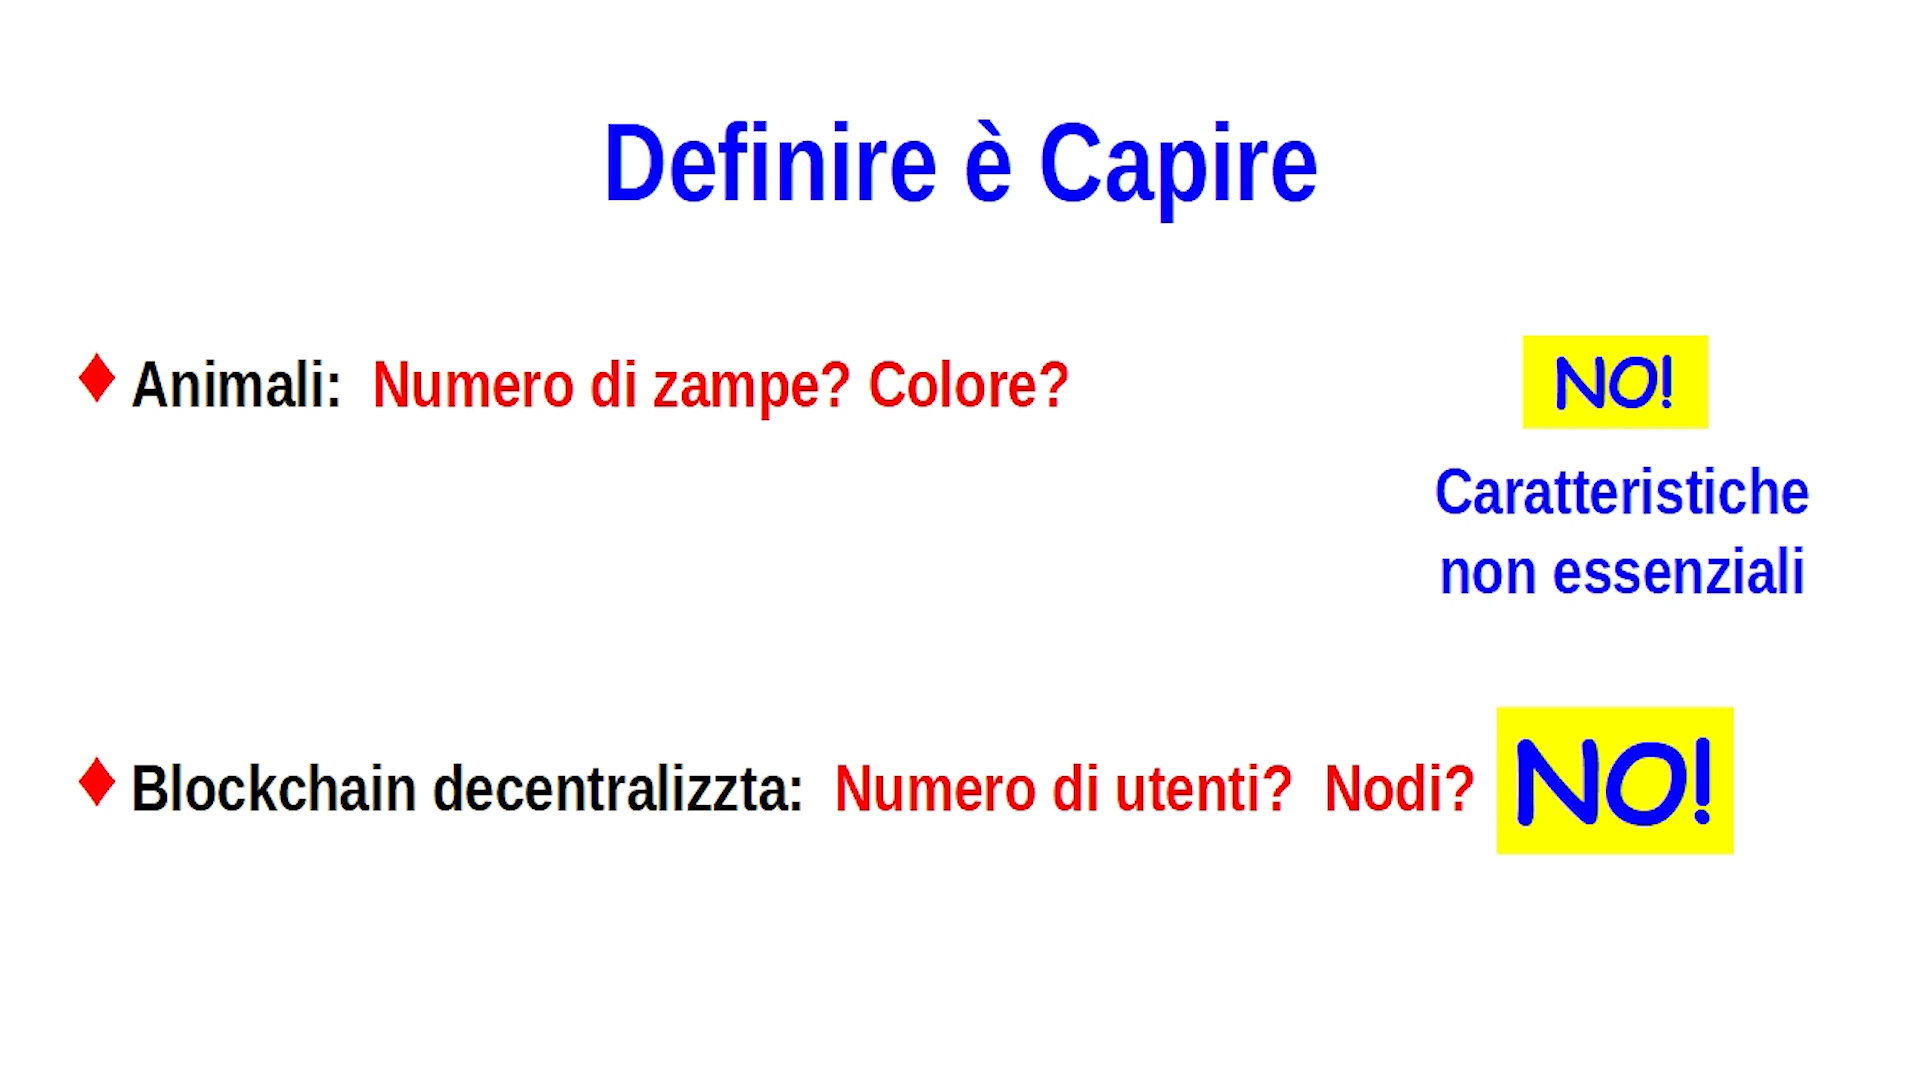 Definire è Capire
Animali: Numero di zampe? Colore? NO!
Caratteristiche
non essenziali
Blockchain decentralizzta: Numero di utenti? Nodi? NO!